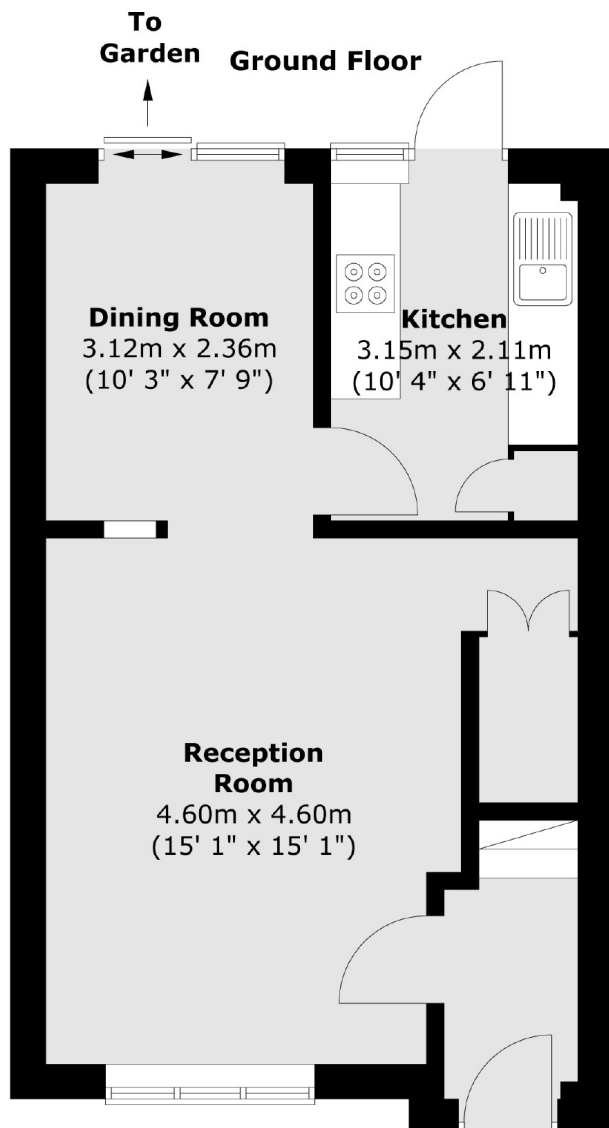 To
Garden
Ground Floor
Dining Room
3.12m x 2.36m
(10' 3" x 7' 9")
Kitchen
3.15m x 2.11m
(10' 4" x 6' 11")
Reception
Room
4.60m x 4.60m
(15' 1" x 15' 1")